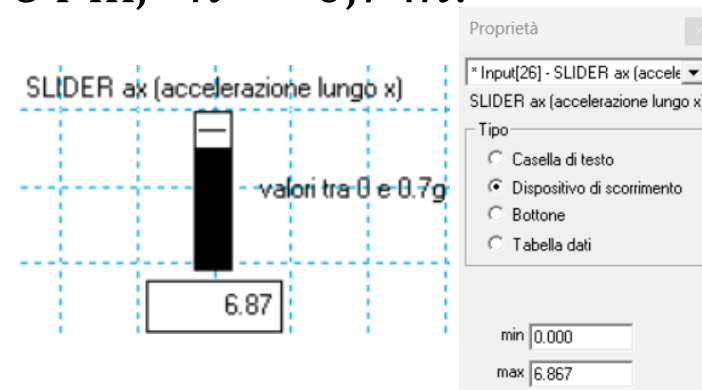 Proprietà
* Input[26] - SLIDER ax (accele
SLIDER ax (accelerazione lungo x)
SLIDER ax (accelerazione lungo x)
Tipo
Casella di testo
valori tra 0 e 0.7g
Dispositivo di scorrimento
Bottone
Tabella dati
6.87
min 0.000
max 6.867